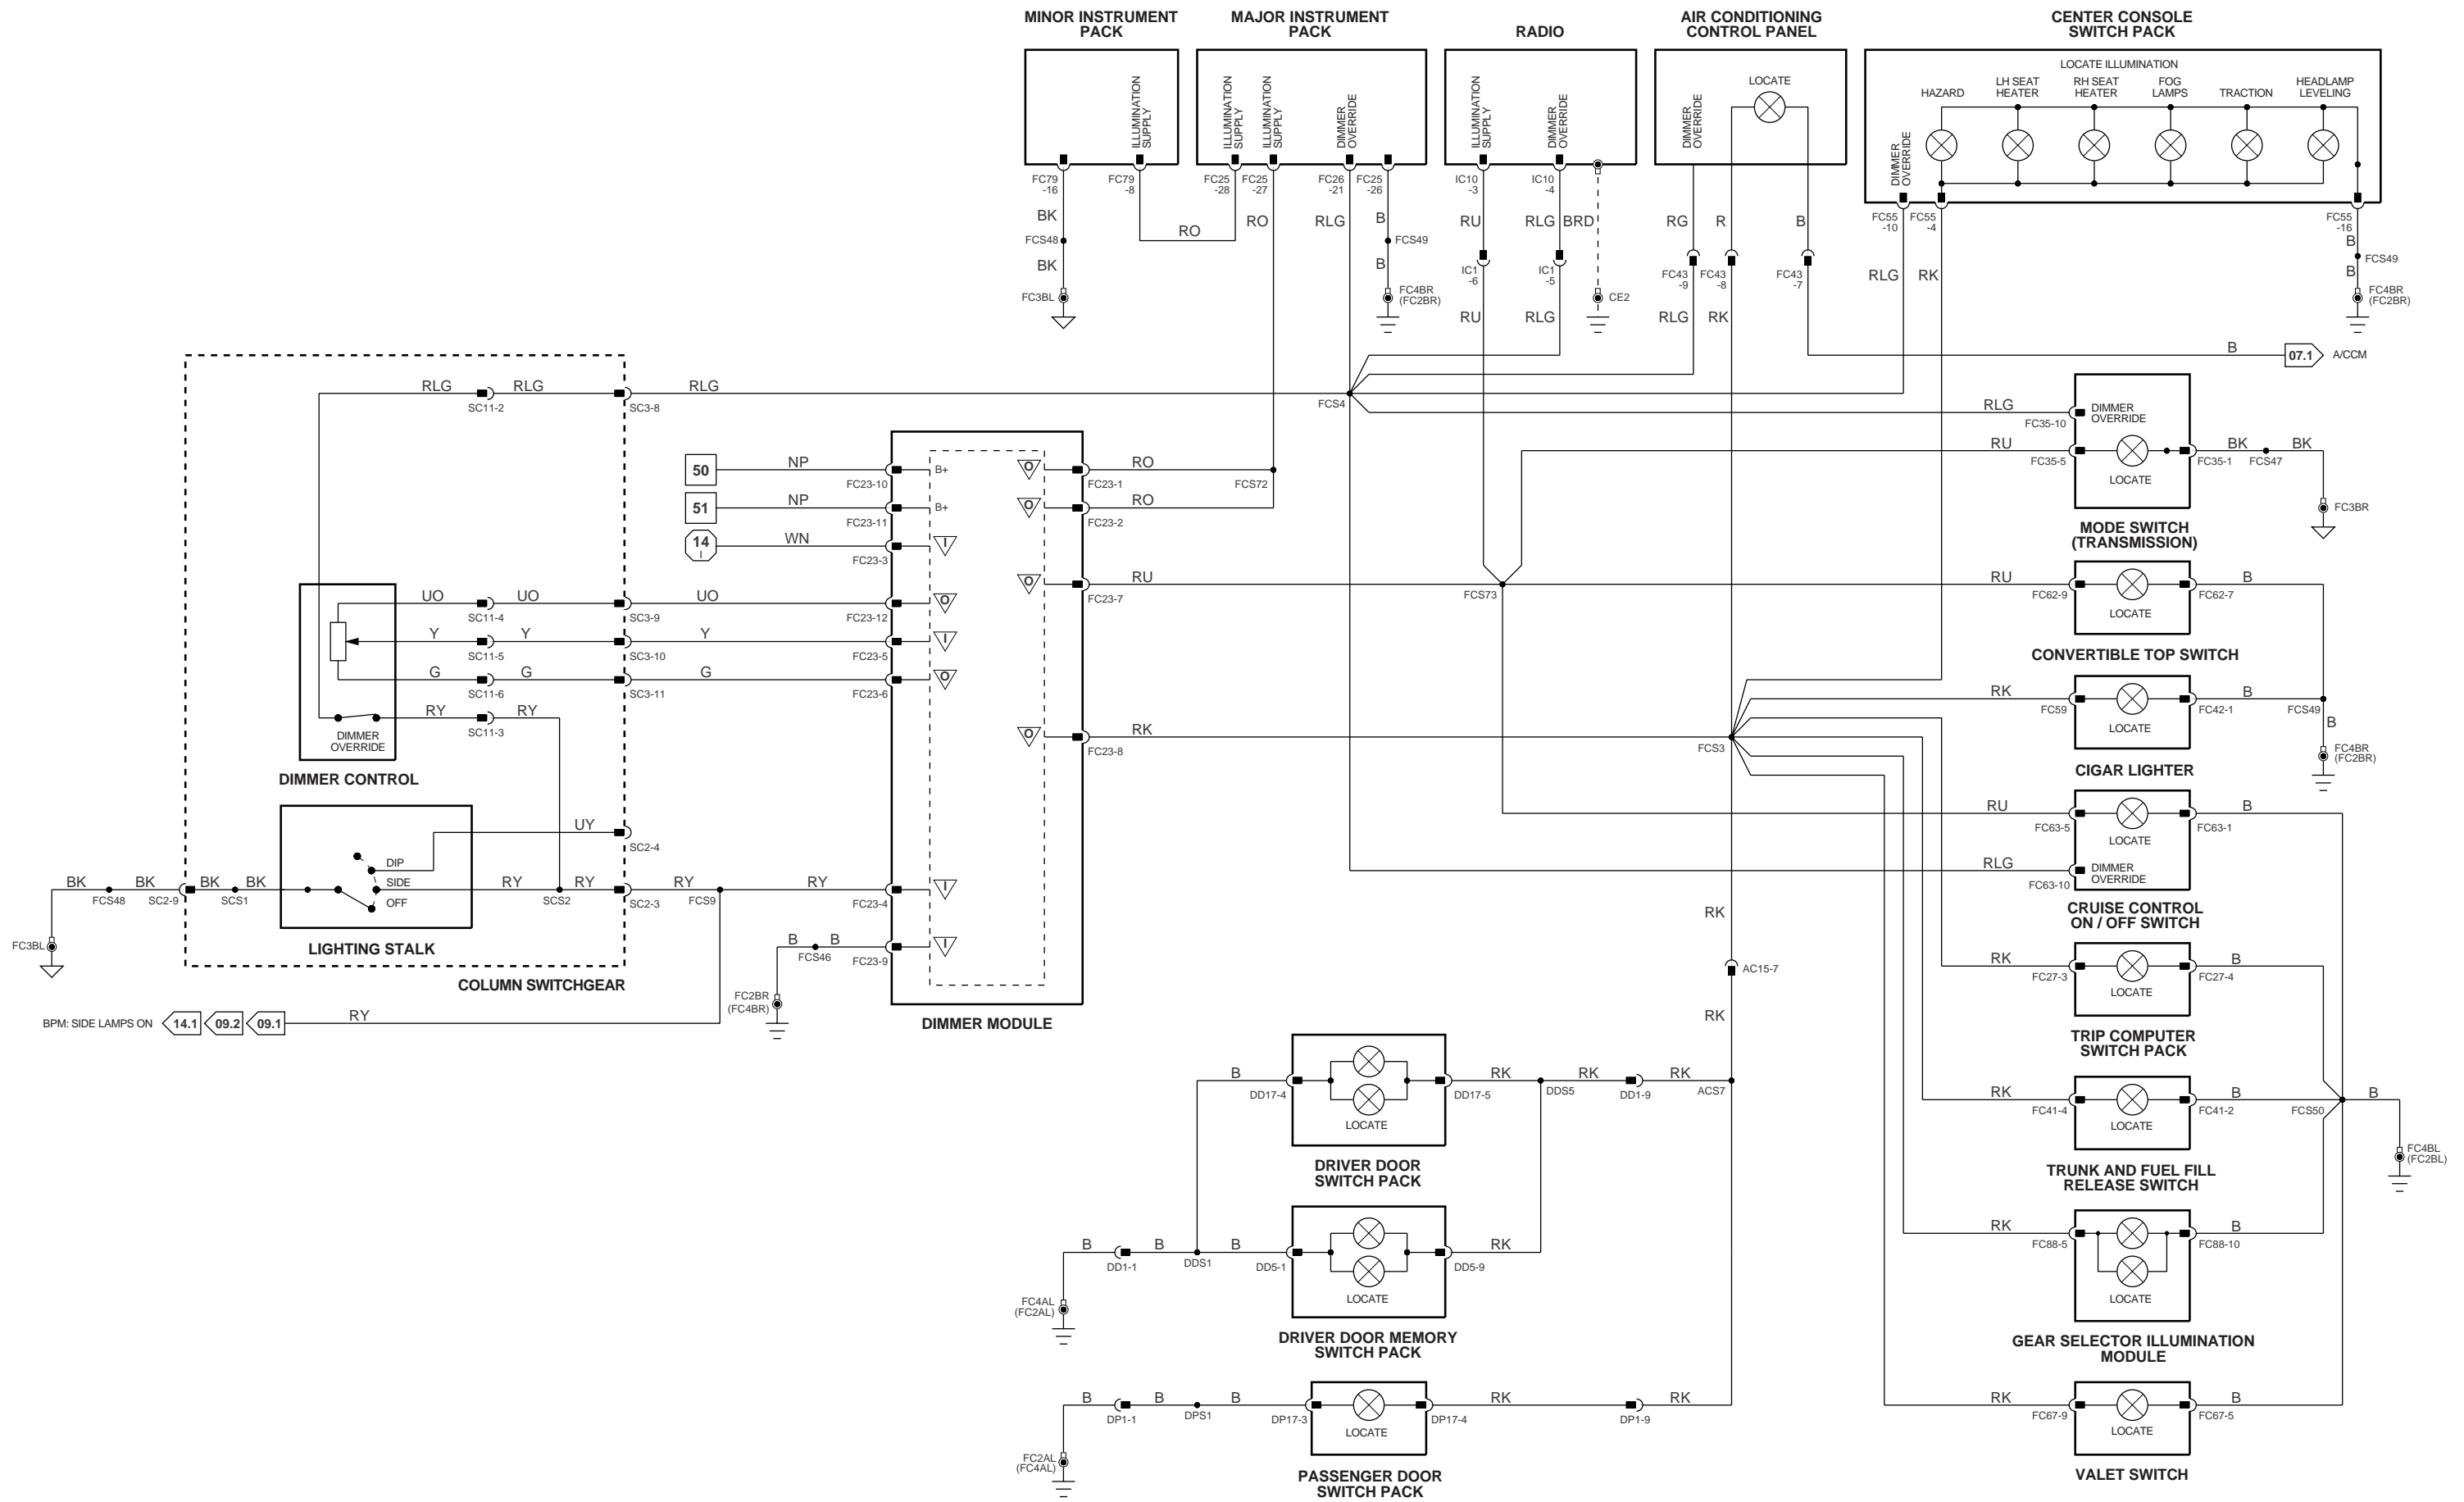 MINOR INSTRUMENT
PACK
MAJOR INSTRUMENT
PACK
RADIO
AIR CONDITIONING
CONTROL PANEL
CENTER CONSOLE
SWITCH PACK
ILLUMINATION
SUPPLY
ILLUMINATION
SUPPLY
ILLUMINATION
SUPPLY
DIMMER
OVERRIDE
ILLUMINATION
SUPPLY
DIMMER
OVERRIDE
DIMMER
OVERRIDE
LOCATE
LOCATE ILLUMINATION
HAZARD
LH SEAT
HEATER
RH SEAT
HEATER
FOG
LAMPS
TRACTION
HEADLAMP
LEVELING
DIMMER
OVERRIDE
FC79
-16
FC79
-8
FC25
-28
FC25
-27
FC26
-21
FC25
-26
IC10
-3
IC10
-4
FC55
-10
FC55
-4
FC55
-16
BK
FCS48
BK
FC3BL
RO
RO
RLG
B
FCS49
B
FC4BR
(FC2BR)
RU
IC1
-6
RU
RLG
BRD
IC1
-5
RLG
CE2
RG
R
B
FC43
-9
FC43
-8
FC43
-7
RLG
RK
RLG
RK
B
FCS49
B
FC4BR
(FC2BR)
B
07.1
A/CCM
RLG
SC11-2
RLG
SC3-8
RLG
FCS4
RLG
FC35-10
DIMMER
OVERRIDE
RU
FC35-5
LOCATE
FC35-1
BK
FCS47
BK
FC3BR
MODE SWITCH
(TRANSMISSION)
50
NP
FC23-10
B+
O
FC23-1
RO
FCS72
51
NP
FC23-11
B+
O
FC23-2
RO
14
I
WN
FC23-3
I
O
FC23-7
RU
FCS73
RU
FC62-9
LOCATE
FC62-7
B
CONVERTIBLE TOP SWITCH
UO
SC11-4
UO
SC3-9
UO
FC23-12
O
Y
SC11-5
Y
SC3-10
Y
FC23-5
I
G
SC11-6
G
SC3-11
G
FC23-6
O
RY
SC11-3
RY
DIMMER
OVERRIDE
DIMMER CONTROL
O
FC23-8
RK
FCS3
RK
FC59
LOCATE
FC42-1
B
FCS49
B
FC4BR
(FC2BR)
CIGAR LIGHTER
RU
FC63-5
LOCATE
FC63-1
B
RLG
FC63-10
DIMMER
OVERRIDE
CRUISE CONTROL
ON / OFF SWITCH
UY
SC2-4
DIP
SIDE
OFF
BK
FCS48
BK
SC2-9
BK
SCS1
BK
RY
SCS2
RY
SC2-3
RY
FCS9
RY
FC23-4
I
FC3BL
LIGHTING STALK
COLUMN SWITCHGEAR
B
FCS46
B
FC23-9
I
FC2BR
(FC4BR)
DIMMER MODULE
BPM: SIDE LAMPS ON
14.1
09.2
09.1
RY
RK
AC15-7
RK
RK
FC27-3
LOCATE
FC27-4
B
TRIP COMPUTER
SWITCH PACK
B
DD17-4
LOCATE
DD17-5
RK
DDS5
RK
DD1-9
RK
ACS7
DRIVER DOOR
SWITCH PACK
RK
FC41-4
LOCATE
FC41-2
B
FCS50
B
FC4BL
(FC2BL)
TRUNK AND FUEL FILL
RELEASE SWITCH
B
DD1-1
B
DDS1
B
DD5-1
LOCATE
DD5-9
RK
FC4AL
(FC2AL)
DRIVER DOOR MEMORY
SWITCH PACK
RK
FC88-5
LOCATE
FC88-10
B
GEAR SELECTOR ILLUMINATION
MODULE
B
DP1-1
B
DPS1
B
DP17-3
LOCATE
DP17-4
RK
DP1-9
RK
FC2AL
(FC4AL)
PASSENGER DOOR
SWITCH PACK
RK
FC67-9
LOCATE
FC67-5
B
VALET SWITCH